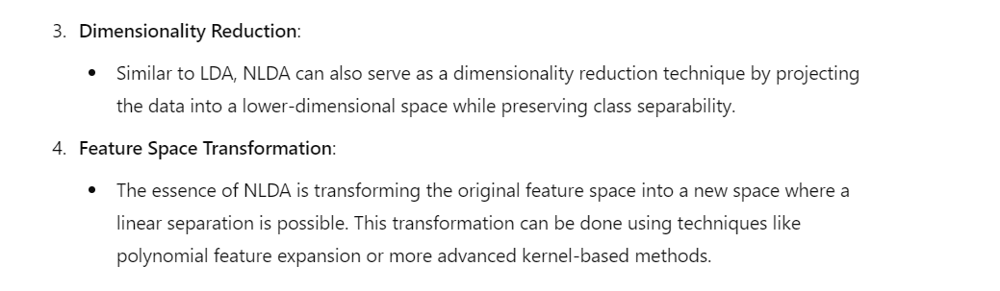 3. Dimensionality Reduction:
• Similar to LDA, NLDA can also serve as a dimensionality reduction technique by projecting
the data into a lower-dimensional space while preserving class separability.
4. Feature Space Transformation:
• The essence of NLDA is transforming the original feature space into a new space where a
linear separation is possible. This transformation can be done using techniques like
polynomial feature expansion or more advanced kernel-based methods.